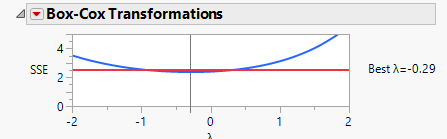 Box-Cox Transformations
4
SSE
2
0
-2 -1 0 1 2
λ
Best λ=-0.29